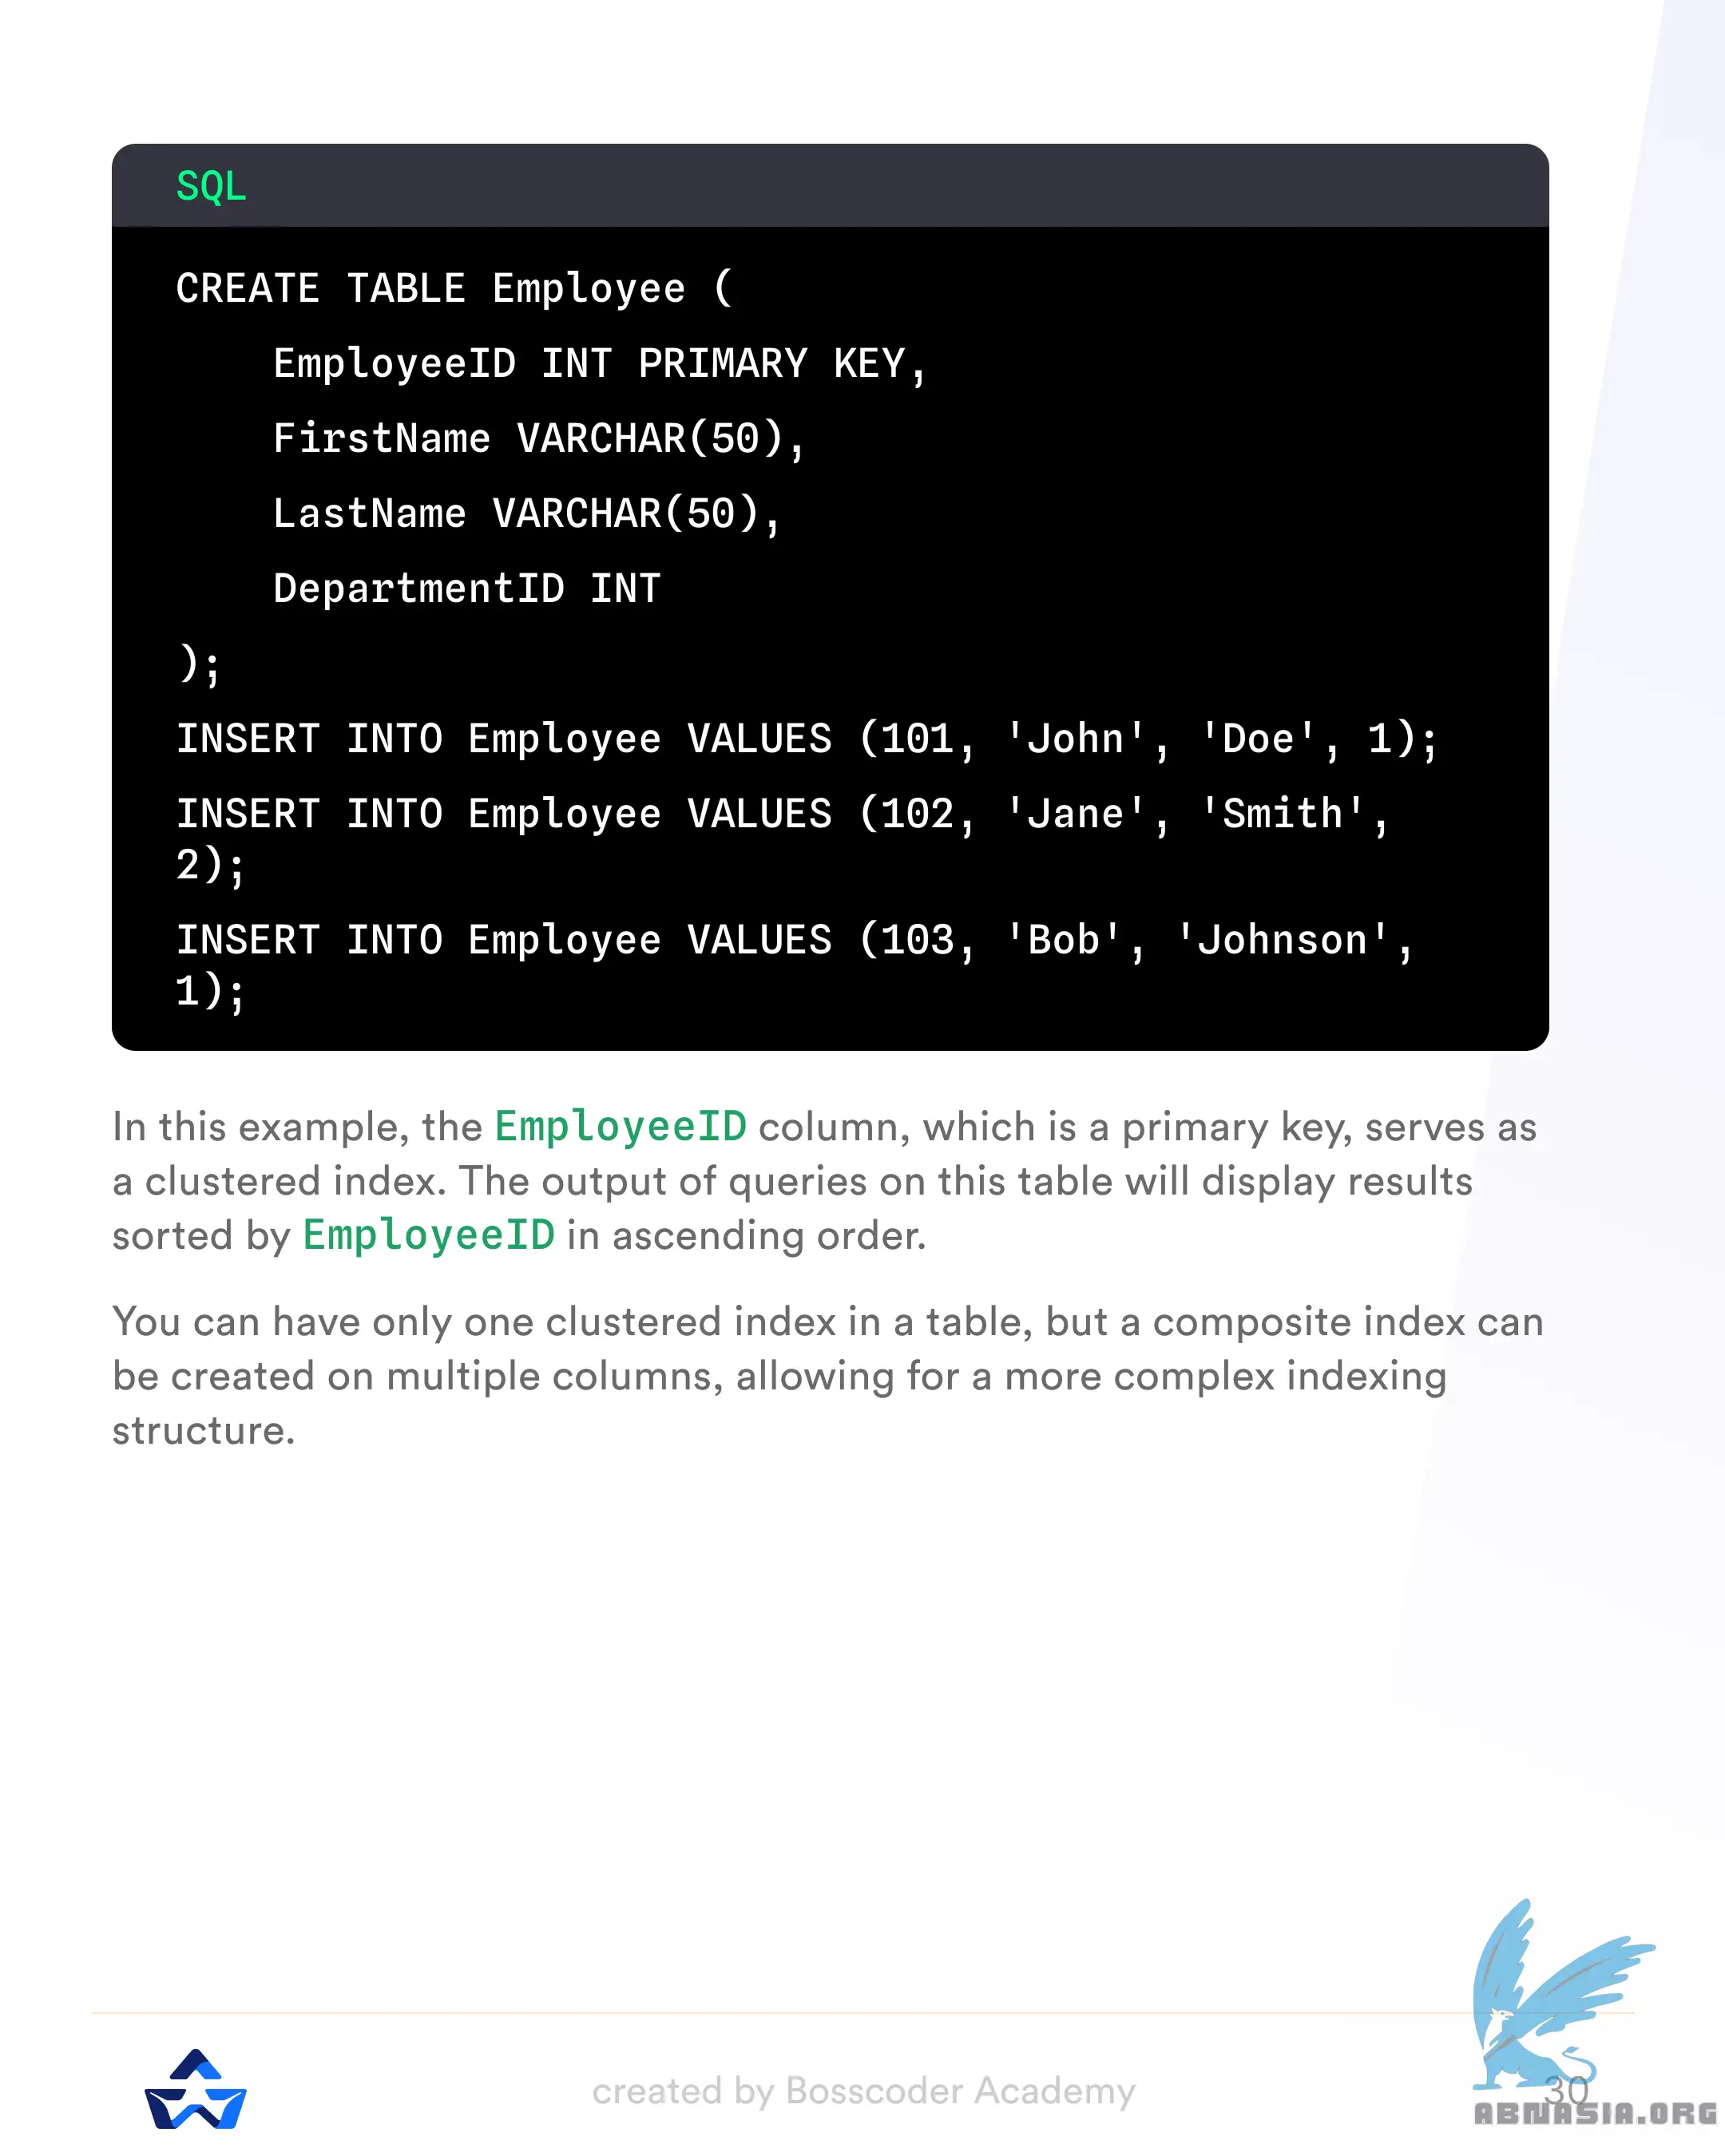 SQL
CREATE TABLE Employee (
    EmployeeID INT PRIMARY KEY,
    FirstName VARCHAR(50),
    LastName VARCHAR(50),
    DepartmentID INT
);
INSERT INTO Employee VALUES (101, 'John', 'Doe', 1);
INSERT INTO Employee VALUES (102, 'Jane', 'Smith',
2);
INSERT INTO Employee VALUES (103, 'Bob', 'Johnson',
1);
In this example, the EmployeeID column, which is a primary key, serves as
a clustered index. The output of queries on this table will display results
sorted by EmployeeID in ascending order.
You can have only one clustered index in a table, but a composite index can
be created on multiple columns, allowing for a more complex indexing
structure.
created by Bosscoder Academy
30
ABNASIA.ORG